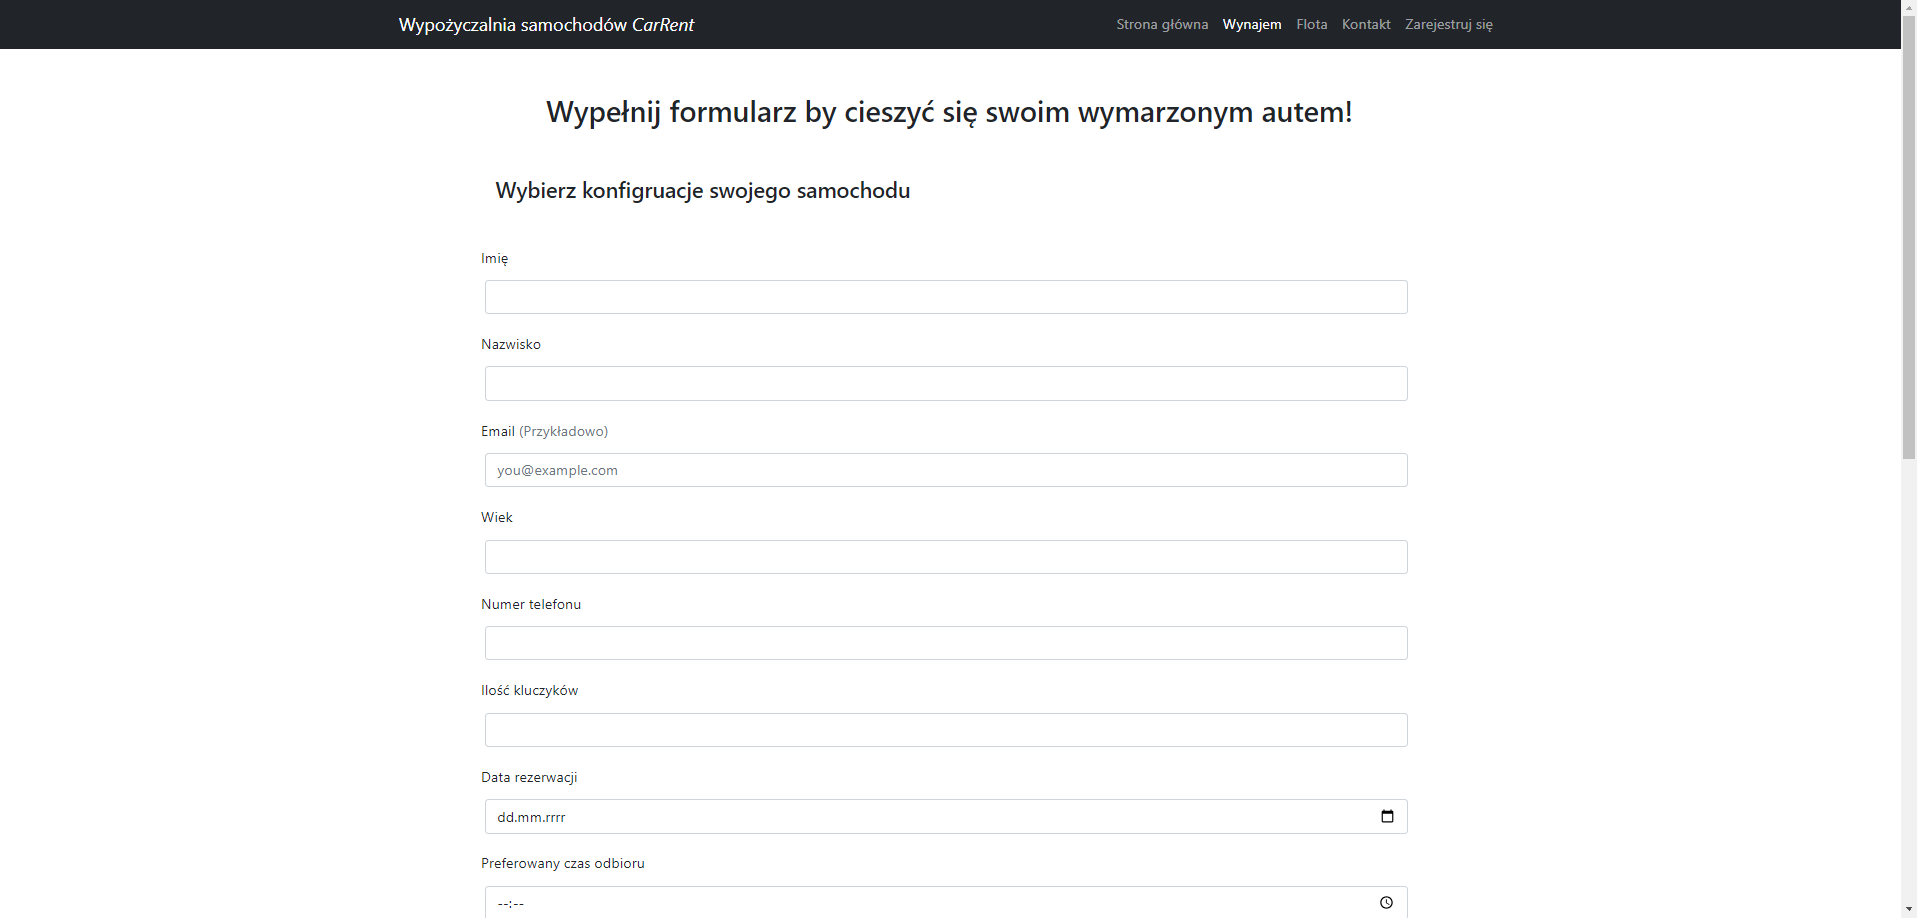 Wypożyczalnia samochodów CarRent
Strona główna Wynajem Flota Kontakt Zarejestruj się
Wypełnij formularz by cieszyć się swoim wymarzonym autem!
Wybierz konfigruacje swojego samochodu
Imię
Nazwisko
Email (Przykładowo)
you@example.com
Wiek
Numer telefonu
Ilość kluczyków
Data rezerwacji
dd.mm.rrrr
Preferowany czas odbioru
--:--